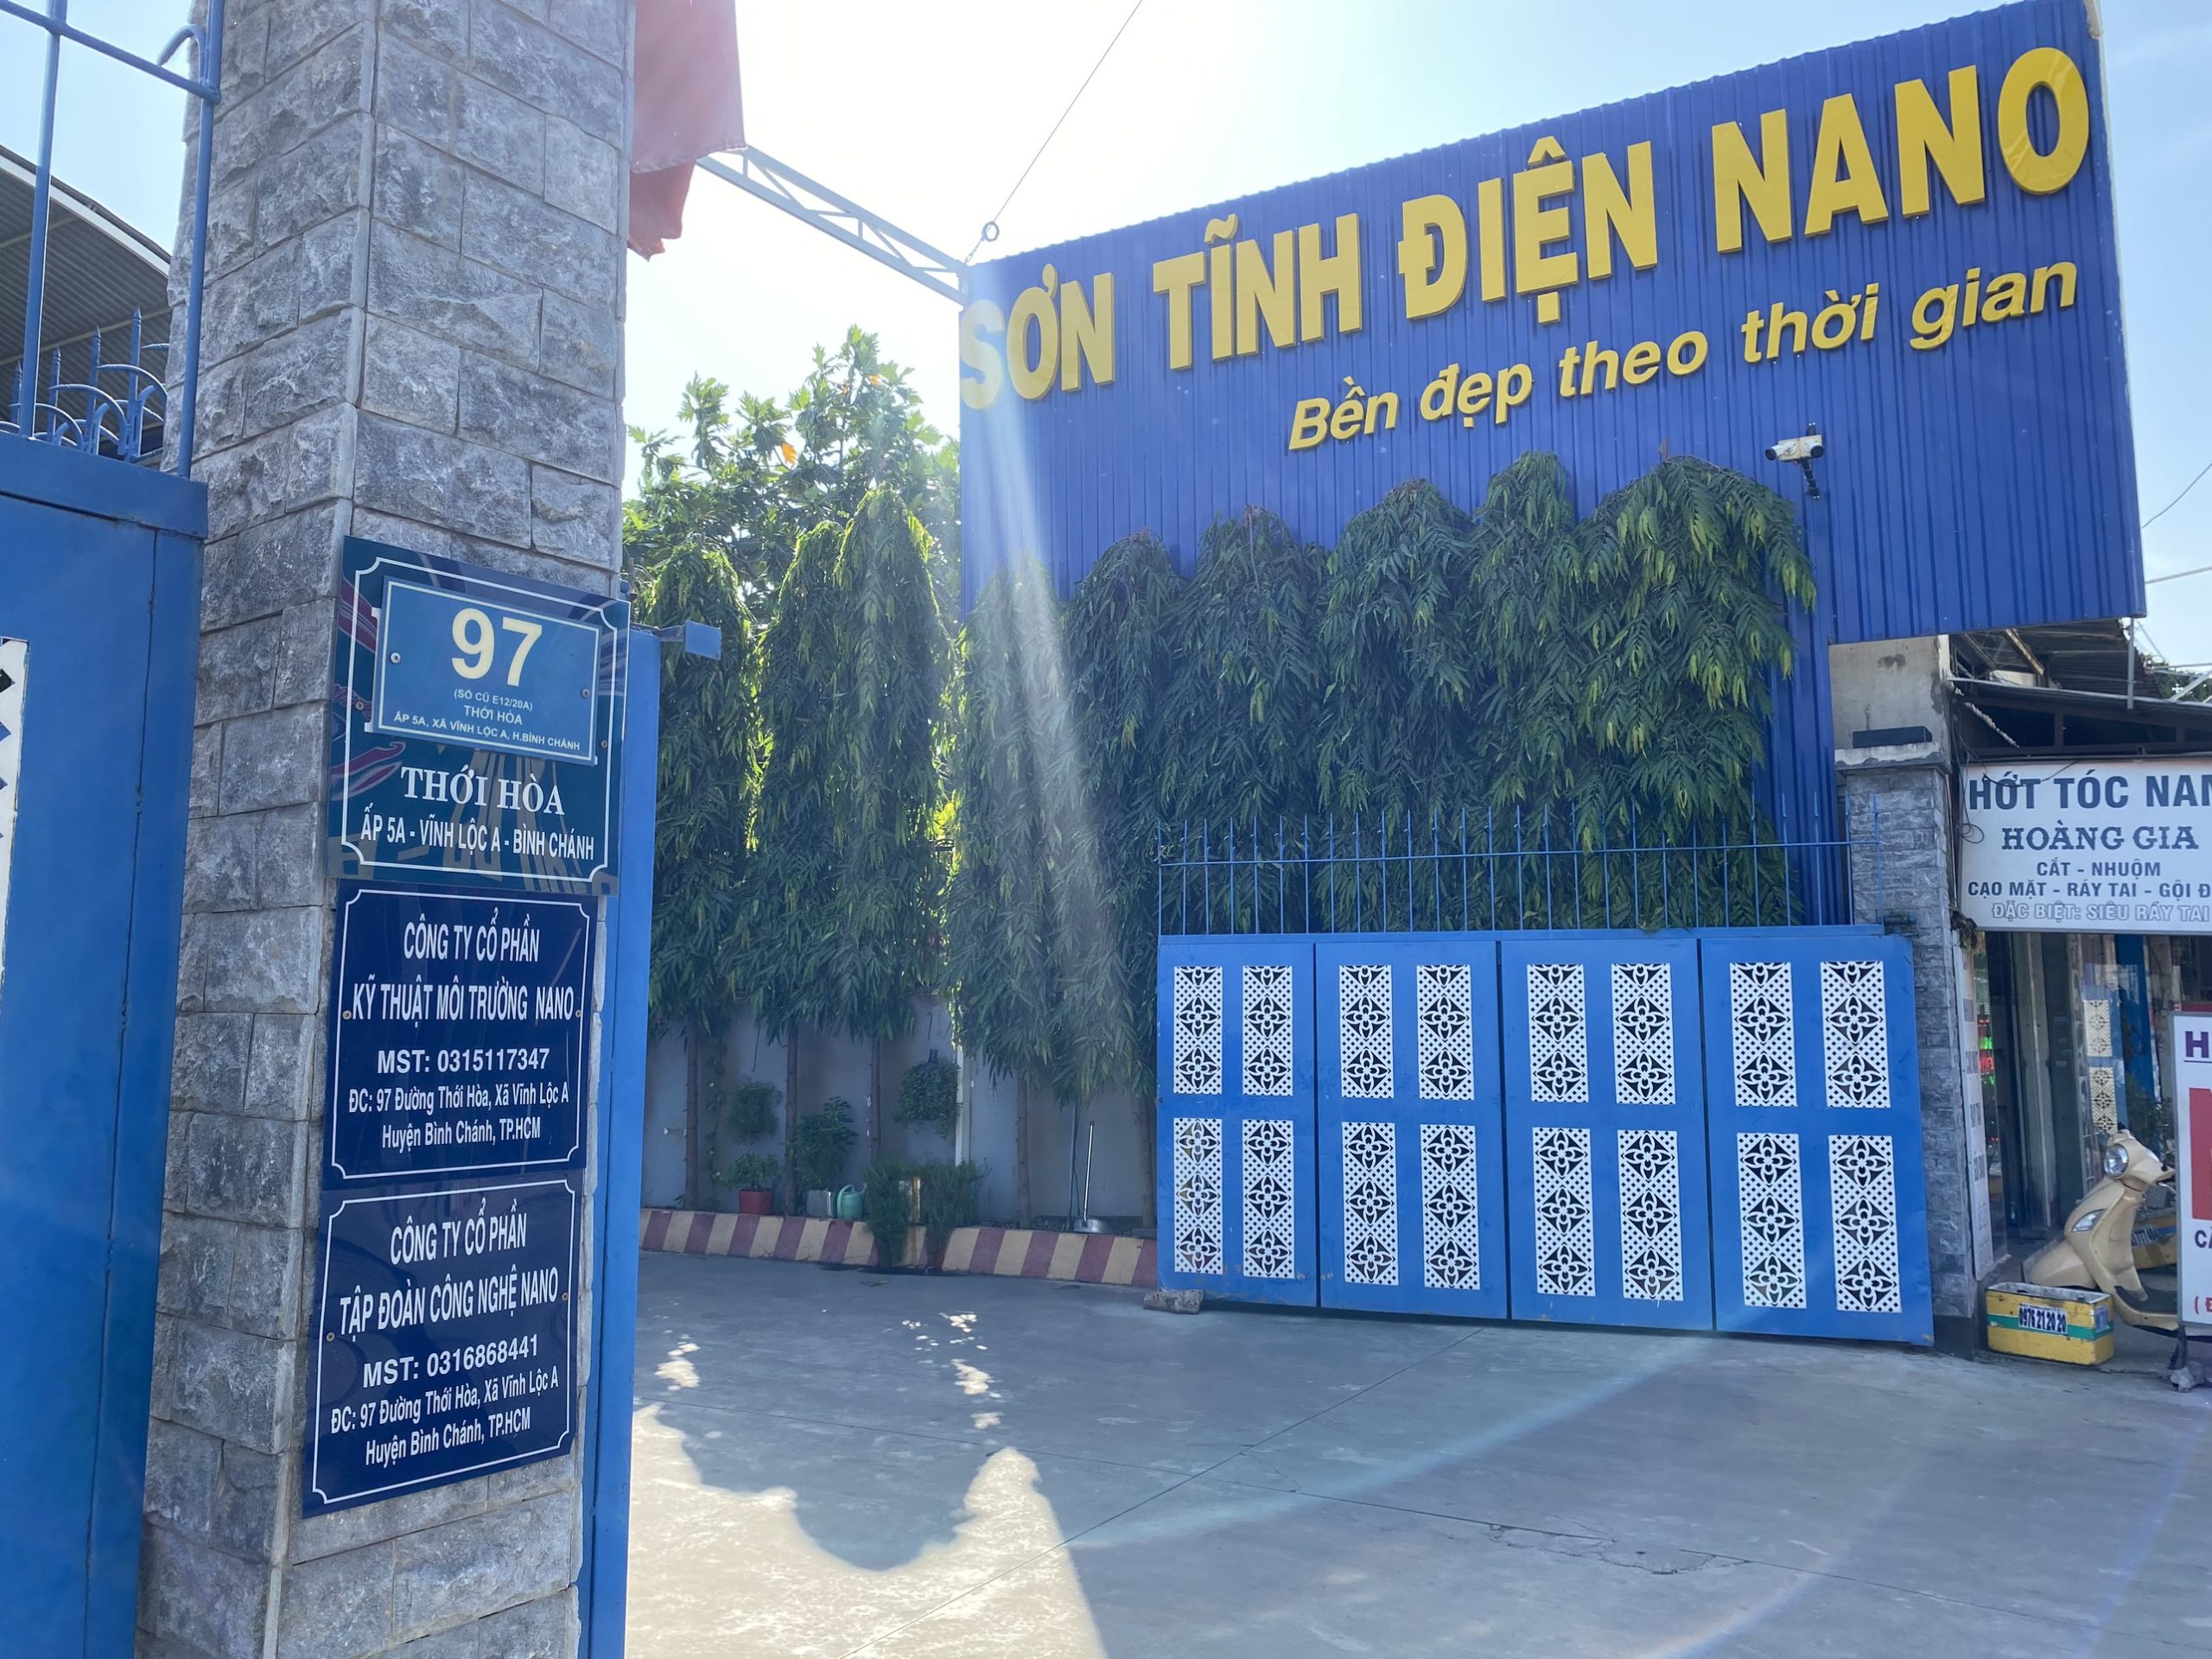 SƠN TĨNH ĐIỆN NANO
Bền đẹp theo thời gian
97
(SỐ CŨ E12/20A)
THỚI HÒA
ẤP 5A, XÃ VĨNH LỘC A, H.BÌNH CHÁNH
THỚI HÒA
ẤP 5A - VĨNH LỘC A - BÌNH CHÁNH
CÔNG TY CỔ PHẦN
KỸ THUẬT MÔI TRƯỜNG NANO
MST: 0315117347
ĐC: 97 Đường Thới Hòa, Xã Vĩnh Lộc A
Huyện Bình Chánh, TP.HCM
CÔNG TY CỔ PHẦN
TẬP ĐOÀN CÔNG NGHỆ NANO
MST: 0316868441
ĐC: 97 Đường Thới Hòa, Xã Vĩnh Lộc A
Huyện Bình Chánh, TP.HCM
HỚT TÓC NAM
HOÀNG GIA
CẮT - NHUỘM
CẠO MẶT - RÁY TAI - GỘI Đ
ĐẶC BIỆT: SIÊU RÁY TAI
0976 21 20 20